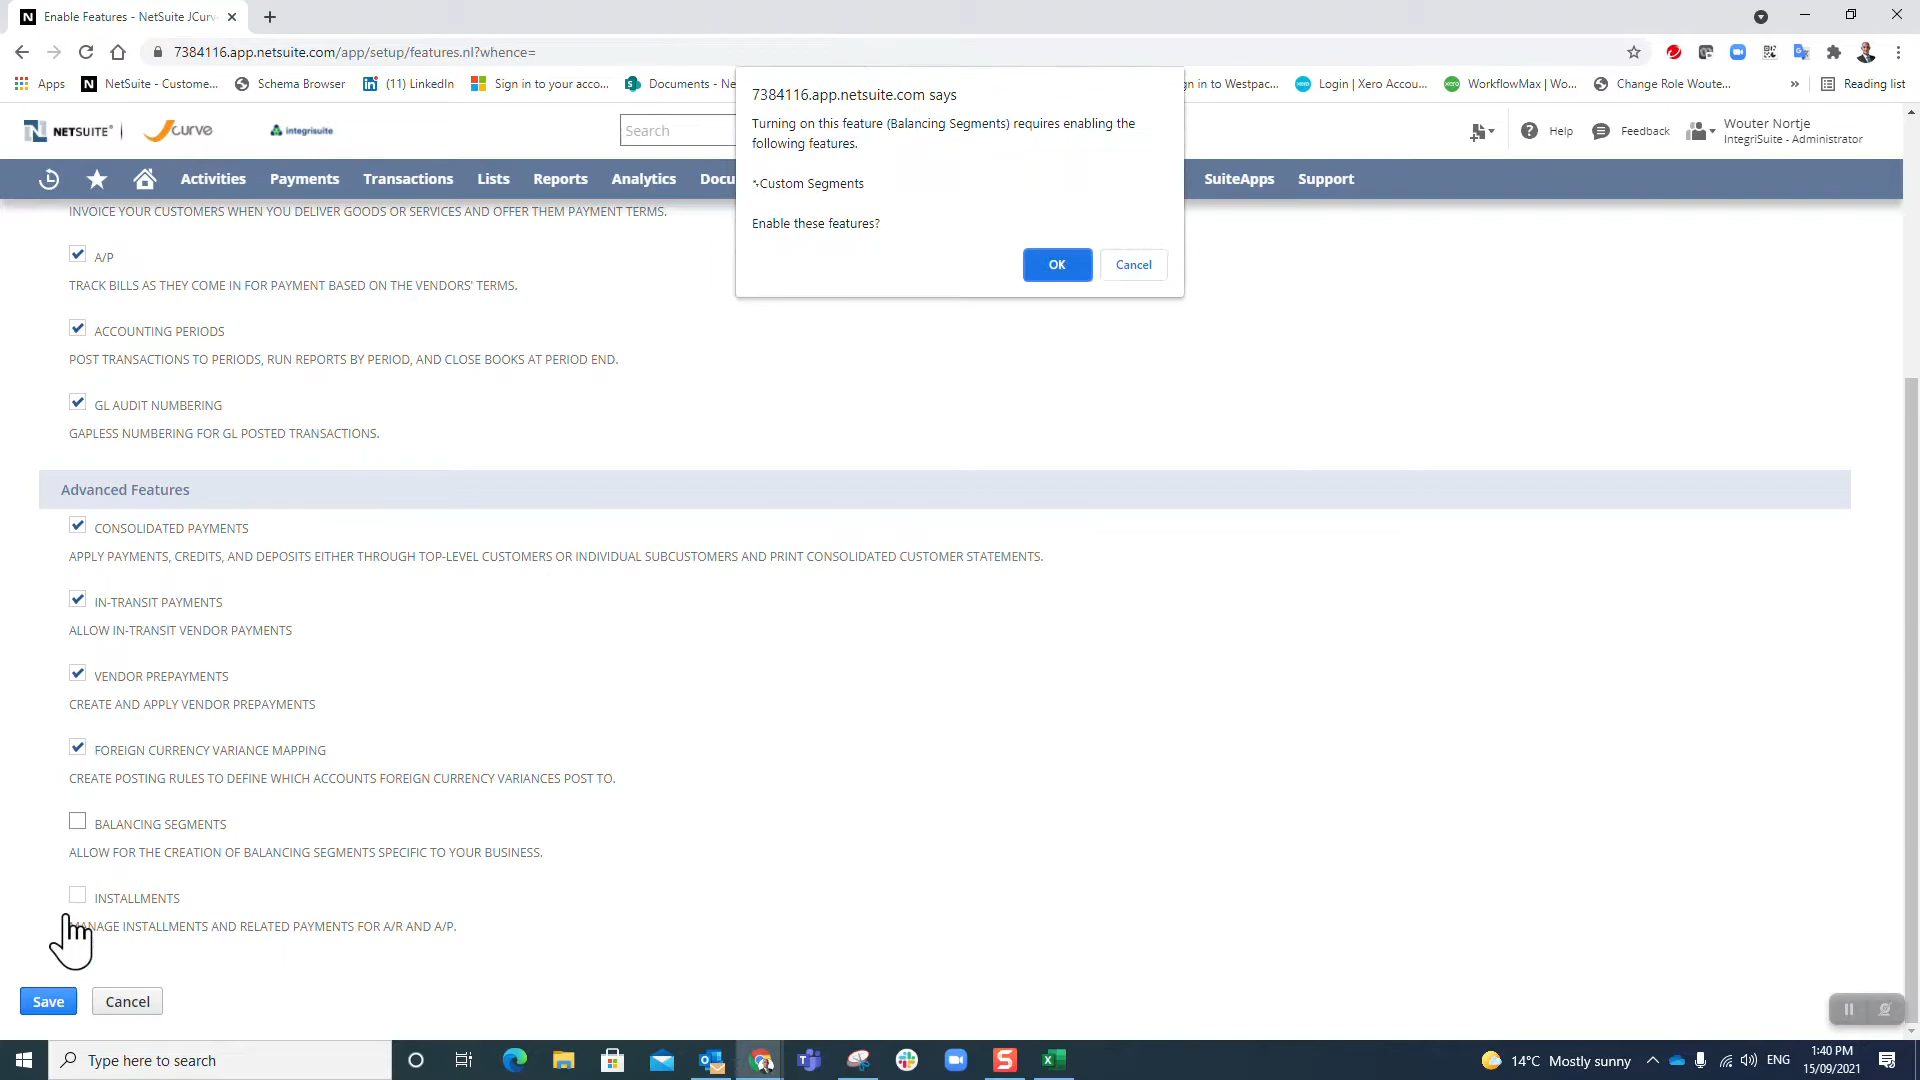 Enable Features - NetSuite JCurv
7384116.app.netsuite.com/app/setup/features.nl?whence=
Apps
NetSuite - Custome...
Schema Browser
(11) LinkedIn
Sign in to your acco...
Documents - Ne
gn in to Westpac...
Login | Xero Accou...
WorkflowMax | Wo...
Change Role Woute...
»
Reading list
7384116.app.netsuite.com says
Turning on this feature (Balancing Segments) requires enabling the
following features.
*Custom Segments
Enable these features?
OK
Cancel
NETSUITE
Jcurve
integrisuite
Search
Help
Feedback
Wouter Nortje
IntegriSuite - Administrator
Activities
Payments
Transactions
Lists
Reports
Analytics
Docu
SuiteApps
Support
INVOICE YOUR CUSTOMERS WHEN YOU DELIVER GOODS OR SERVICES AND OFFER THEM PAYMENT TERMS.
A/P
TRACK BILLS AS THEY COME IN FOR PAYMENT BASED ON THE VENDORS' TERMS.
ACCOUNTING PERIODS
POST TRANSACTIONS TO PERIODS, RUN REPORTS BY PERIOD, AND CLOSE BOOKS AT PERIOD END.
GL AUDIT NUMBERING
GAPLESS NUMBERING FOR GL POSTED TRANSACTIONS.
Advanced Features
CONSOLIDATED PAYMENTS
APPLY PAYMENTS, CREDITS, AND DEPOSITS EITHER THROUGH TOP-LEVEL CUSTOMERS OR INDIVIDUAL SUBCUSTOMERS AND PRINT CONSOLIDATED CUSTOMER STATEMENTS.
IN-TRANSIT PAYMENTS
ALLOW IN-TRANSIT VENDOR PAYMENTS
VENDOR PREPAYMENTS
CREATE AND APPLY VENDOR PREPAYMENTS
FOREIGN CURRENCY VARIANCE MAPPING
CREATE POSTING RULES TO DEFINE WHICH ACCOUNTS FOREIGN CURRENCY VARIANCES POST TO.
BALANCING SEGMENTS
ALLOW FOR THE CREATION OF BALANCING SEGMENTS SPECIFIC TO YOUR BUSINESS.
INSTALLMENTS
MANAGE INSTALLMENTS AND RELATED PAYMENTS FOR A/R AND A/P.
Save
Cancel
Type here to search
14°C Mostly sunny
ENG
1:40 PM
15/09/2021